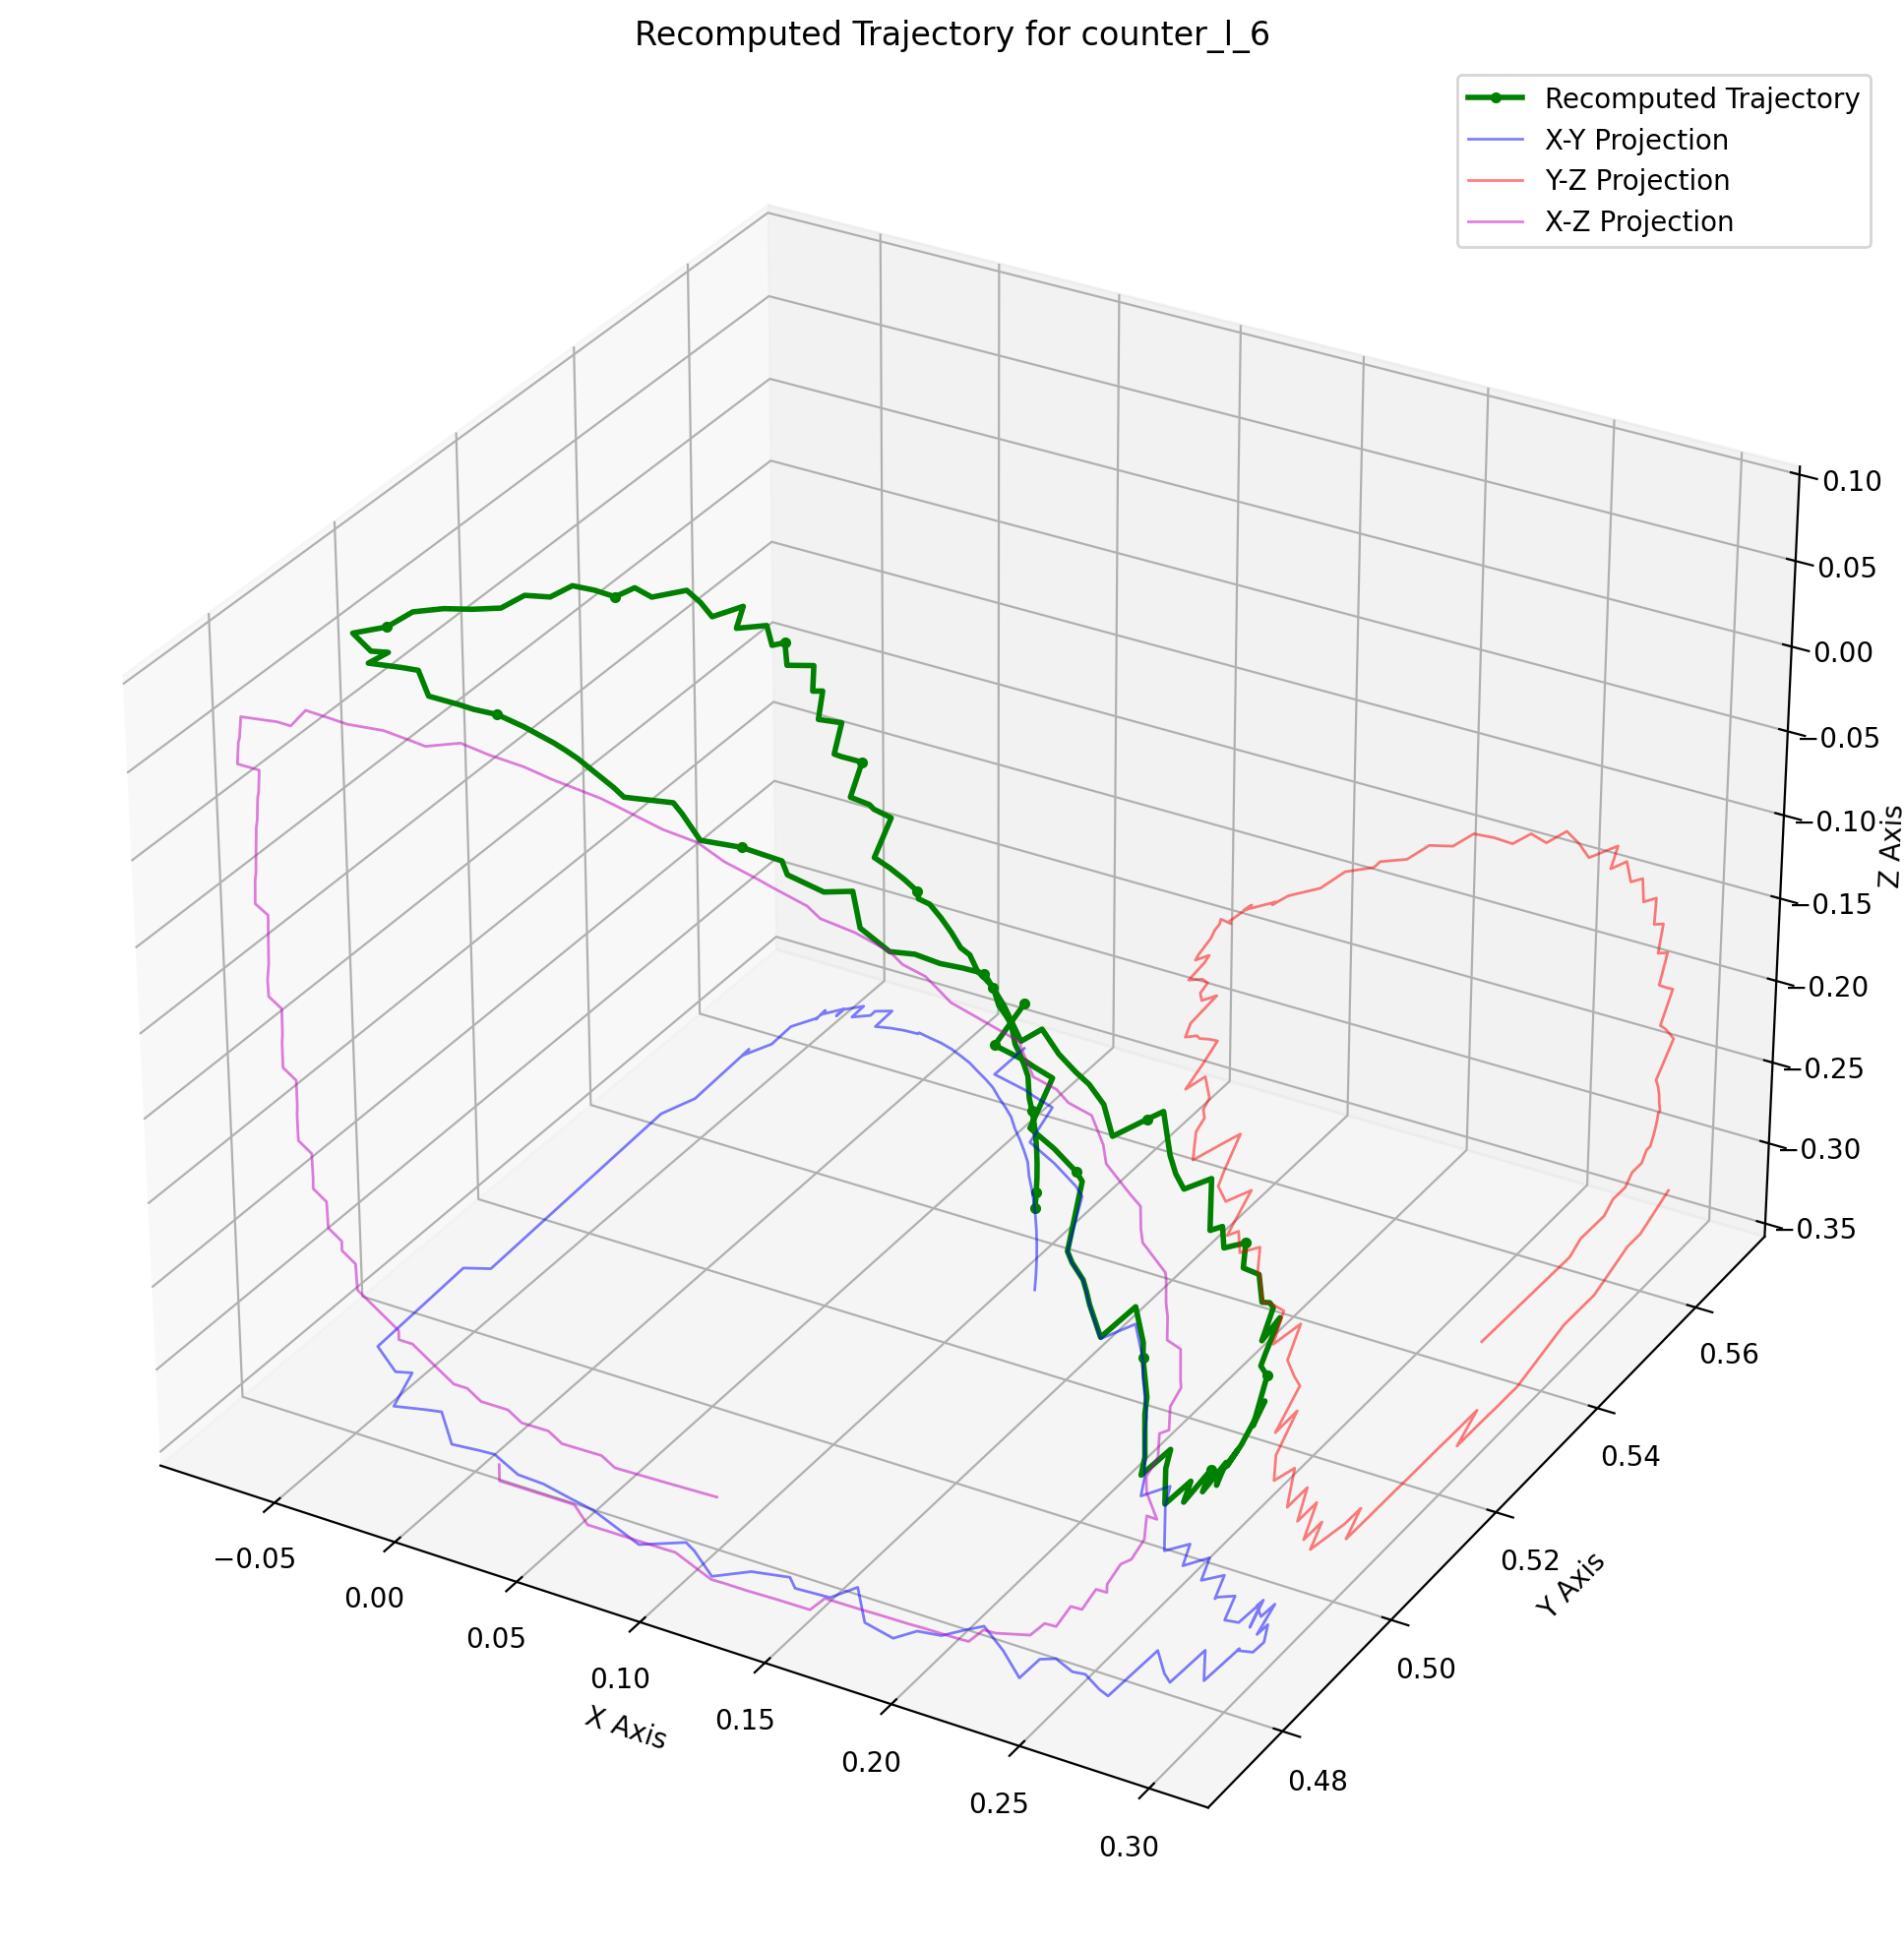 Recomputed Trajectory for counter_l_6
Recomputed Trajectory
X-Y Projection
Y-Z Projection
X-Z Projection
0.10
0.05
0.00
−0.05
−0.10
−0.15
−0.20
−0.25
−0.30
−0.35
Z Axis
0.56
0.54
0.52
0.50
0.48
Y Axis
−0.05
0.00
0.05
0.10
0.15
0.20
0.25
0.30
X Axis